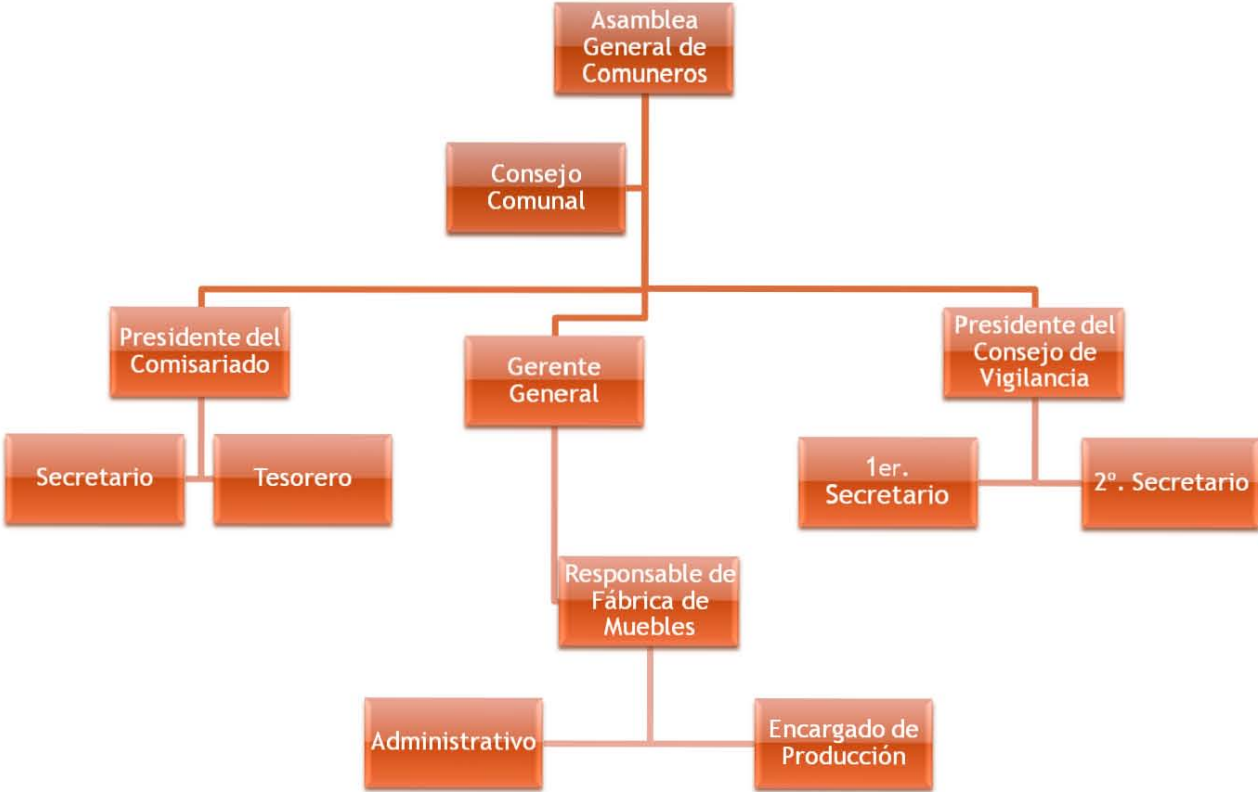 Asamblea
General de
Comuneros
Consejo
Comunal
Presidente del
Comisariado
Gerente
General
Presidente del
Consejo de
Vigilancia
Secretario
Tesorero
1er.
Secretario
2º. Secretario
Responsable de
Fábrica de
Muebles
Administrativo
Encargado de
Producción